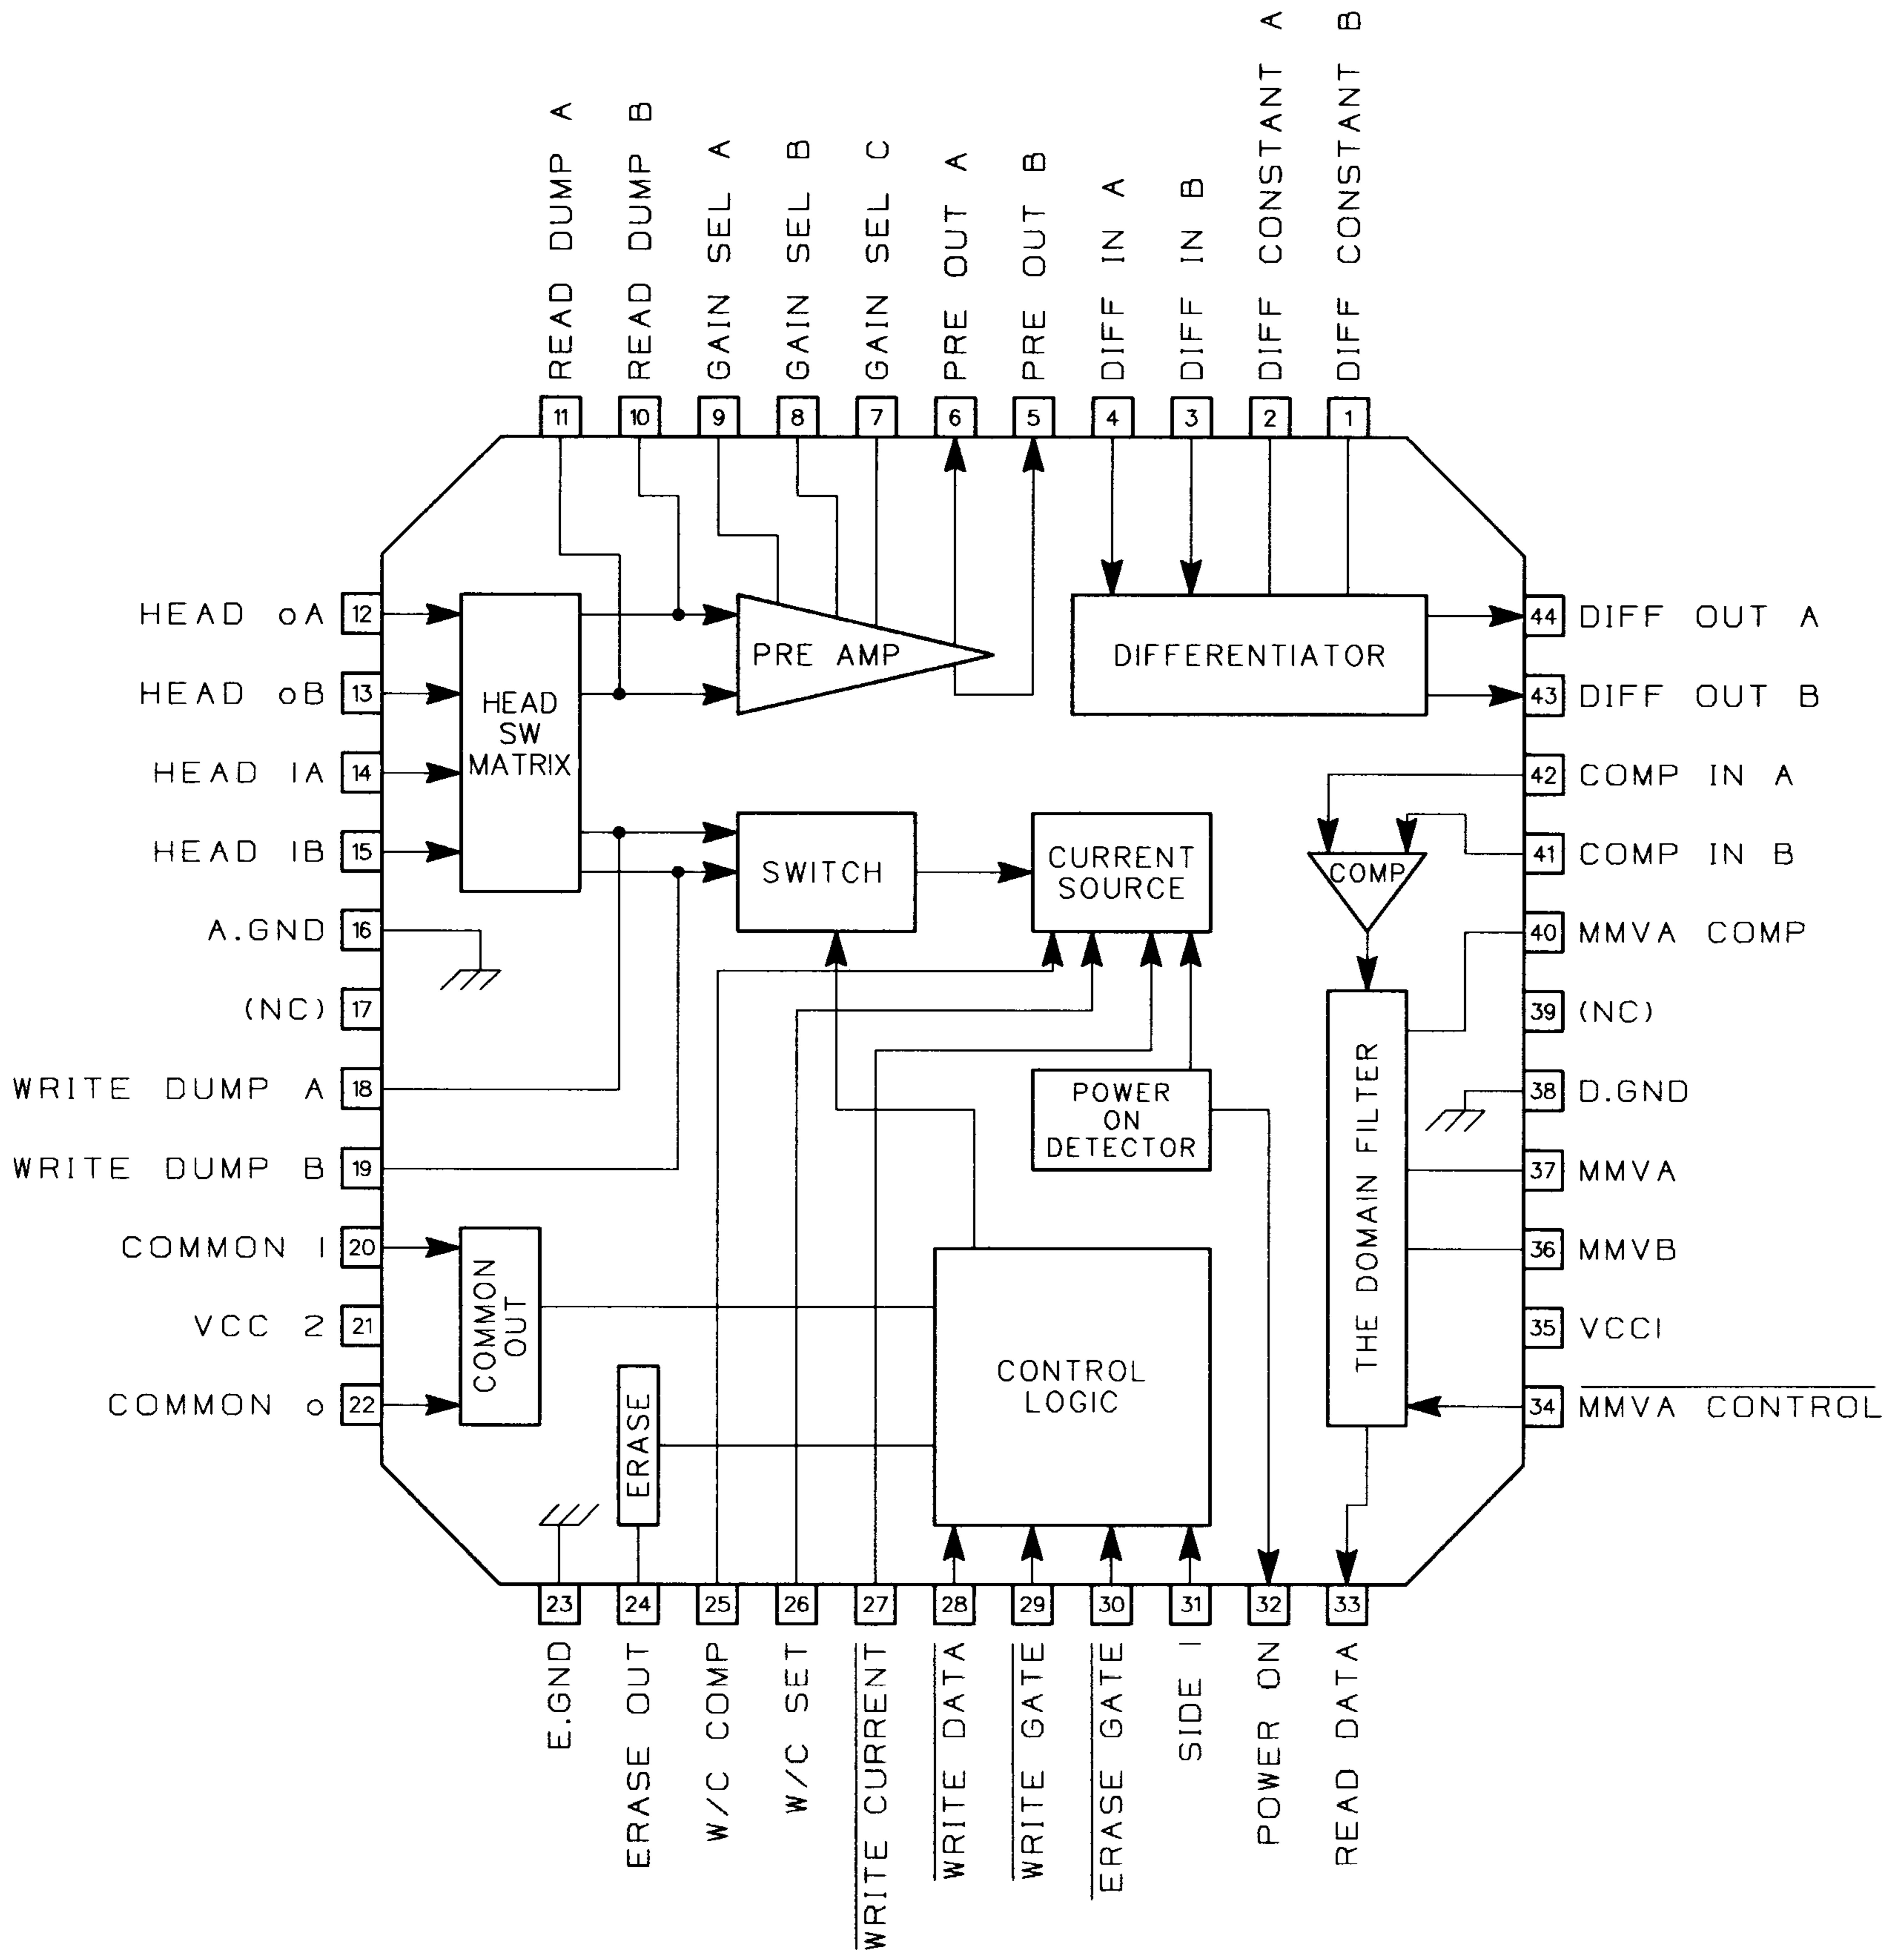 READ DUMP A
READ DUMP B
GAIN SEL A
GAIN SEL B
GAIN SEL C
PRE OUT A
PRE OUT B
DIFF IN A
DIFF IN B
DIFF CONSTANT A
DIFF CONSTANT B
11
10
9
8
7
6
5
4
3
2
1
HEAD oA
12
HEAD oB
13
HEAD 1A
14
HEAD 1B
15
A.GND
16
(NC)
17
WRITE DUMP A
18
WRITE DUMP B
19
COMMON 1
20
VCC 2
21
COMMON o
22
HEAD
SW
MATRIX
PRE AMP
DIFFERENTIATOR
SWITCH
CURRENT
SOURCE
COMP
POWER
ON
DETECTOR
THE DOMAIN FILTER
COMMON
OUT
ERASE
CONTROL
LOGIC
44
DIFF OUT A
43
DIFF OUT B
42
COMP IN A
41
COMP IN B
40
MMVA COMP
39
(NC)
38
D.GND
37
MMVA
36
MMVB
35
VCC1
34
MMVA CONTROL
23
24
25
26
27
28
29
30
31
32
33
E.GND
ERASE OUT
W/C COMP
W/C SET
WRITE CURRENT
WRITE DATA
WRITE GATE
ERASE GATE
SIDE 1
POWER ON
READ DATA